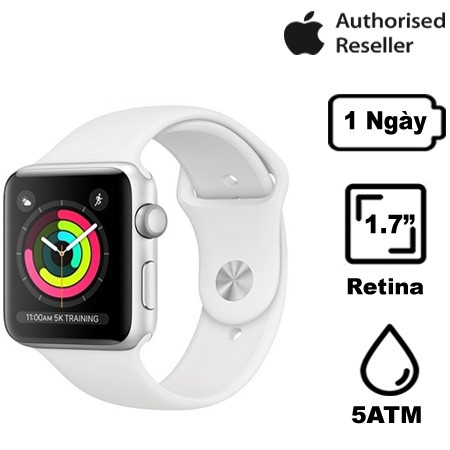 Authorised
Reseller
1 Ngày
1.7”
Retina
11:00AM 5K TRAINING
5ATM